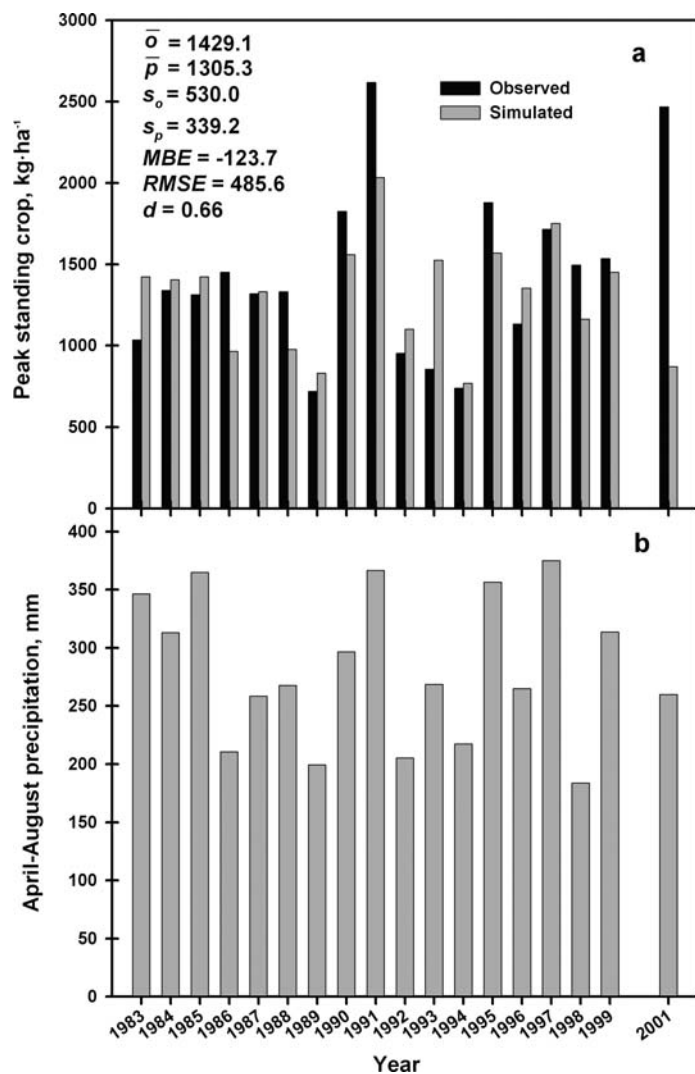 3000
2500
2000
1500
1000
500
0
Peak standing crop, kg·ha⁻¹
o̅ = 1429.1
p̅ = 1305.3
sₒ = 530.0
sₚ = 339.2
MBE = -123.7
RMSE = 485.6
d = 0.66
a
Observed
Simulated
400
350
300
250
200
150
100
50
0
April-August precipitation, mm
b
1983 1984 1985 1986 1987 1988 1989 1990 1991 1992 1993 1994 1995 1996 1997 1998 1999 2001
Year